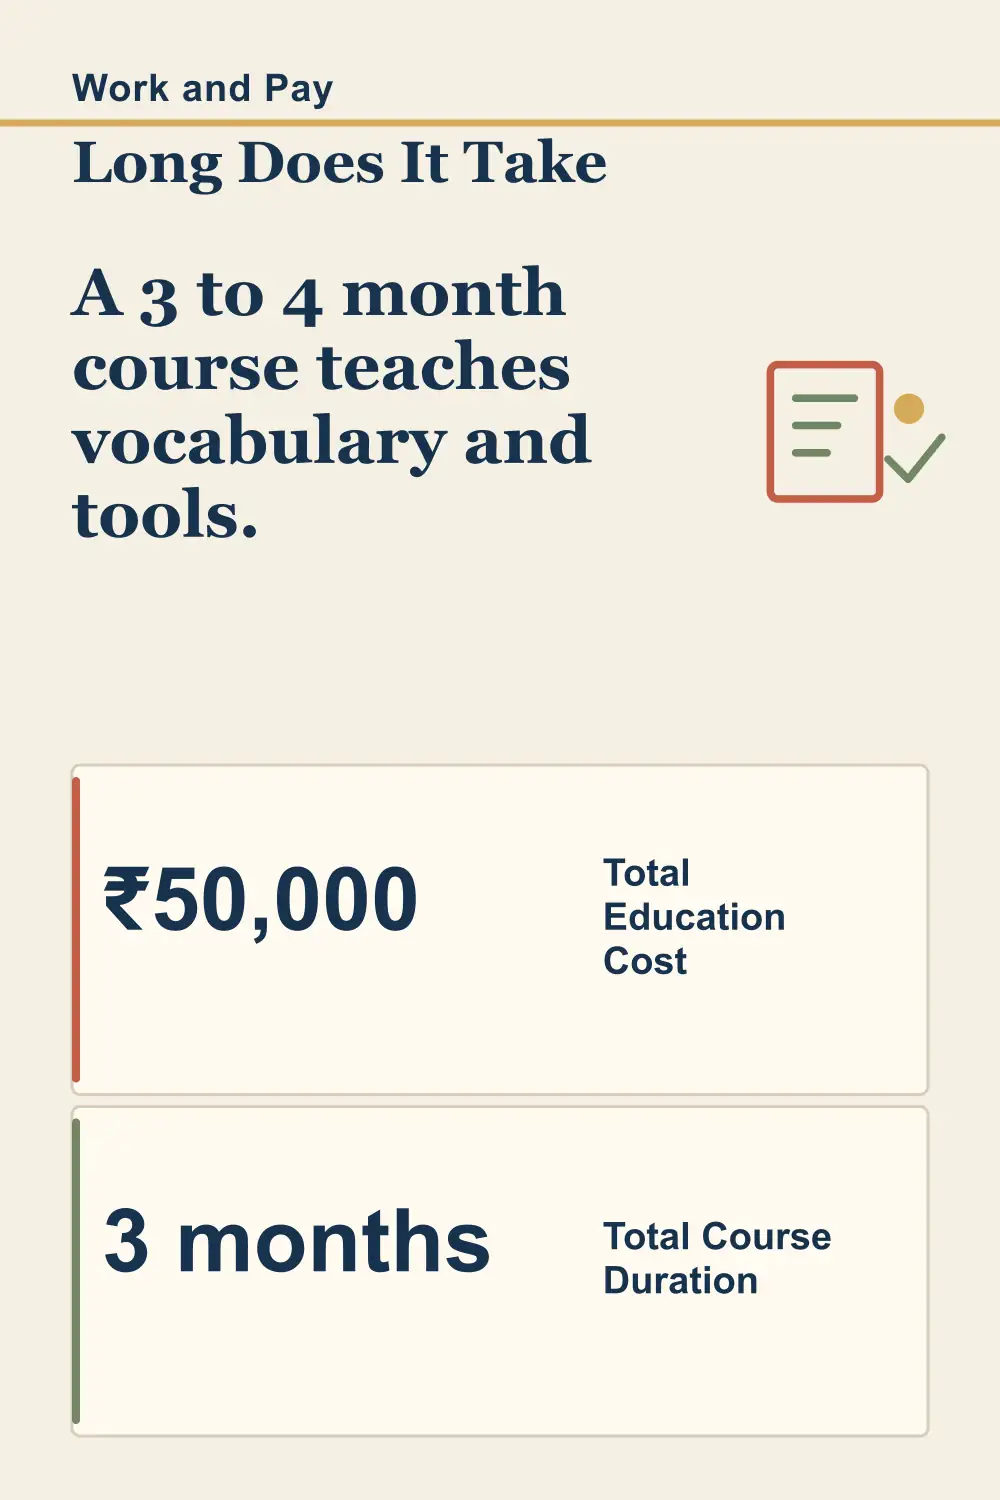 Work and Pay
Long Does It Take
A 3 to 4 month
course teaches
vocabulary and
tools.
₹50,000
Total
Education
Cost
3 months
Total Course
Duration